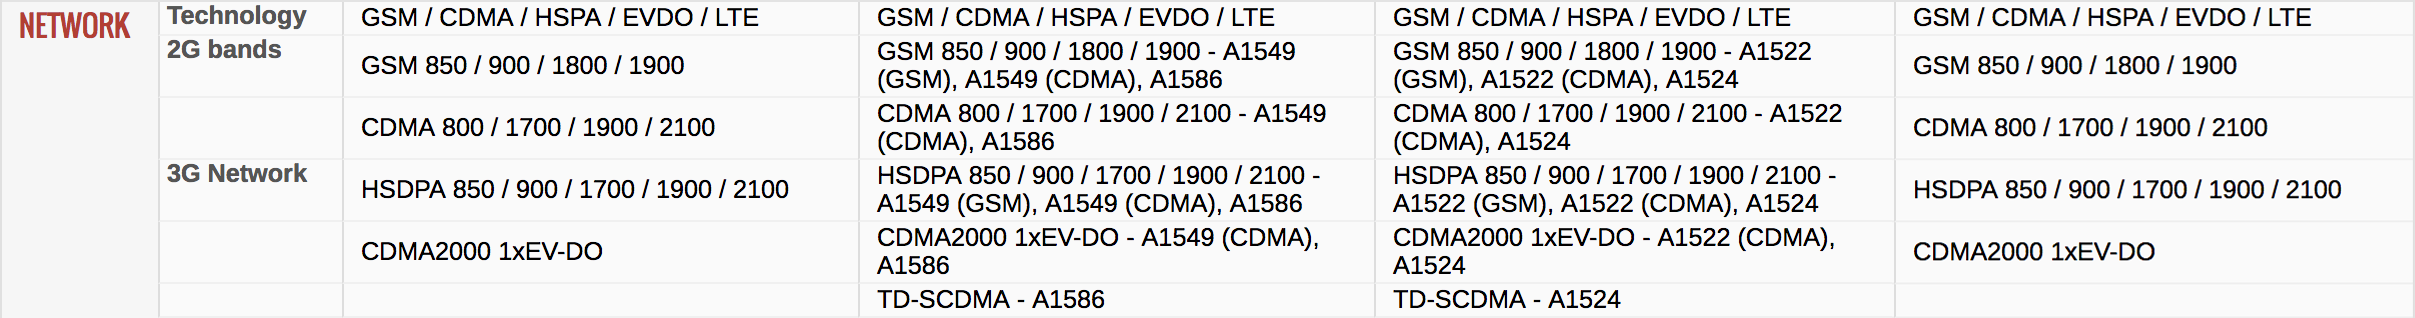 NETWORK
Technology
GSM / CDMA / HSPA / EVDO / LTE
GSM / CDMA / HSPA / EVDO / LTE
GSM / CDMA / HSPA / EVDO / LTE
GSM / CDMA / HSPA / EVDO / LTE
2G bands
GSM 850 / 900 / 1800 / 1900
GSM 850 / 900 / 1800 / 1900 - A1549
(GSM), A1549 (CDMA), A1586
GSM 850 / 900 / 1800 / 1900 - A1522
(GSM), A1522 (CDMA), A1524
GSM 850 / 900 / 1800 / 1900
CDMA 800 / 1700 / 1900 / 2100
CDMA 800 / 1700 / 1900 / 2100 - A1549
(CDMA), A1586
CDMA 800 / 1700 / 1900 / 2100 - A1522
(CDMA), A1524
CDMA 800 / 1700 / 1900 / 2100
3G Network
HSDPA 850 / 900 / 1700 / 1900 / 2100
HSDPA 850 / 900 / 1700 / 1900 / 2100 -
A1549 (GSM), A1549 (CDMA), A1586
HSDPA 850 / 900 / 1700 / 1900 / 2100 -
A1522 (GSM), A1522 (CDMA), A1524
HSDPA 850 / 900 / 1700 / 1900 / 2100
CDMA2000 1xEV-DO
CDMA2000 1xEV-DO - A1549 (CDMA),
A1586
CDMA2000 1xEV-DO - A1522 (CDMA),
A1524
CDMA2000 1xEV-DO
TD-SCDMA - A1586
TD-SCDMA - A1524